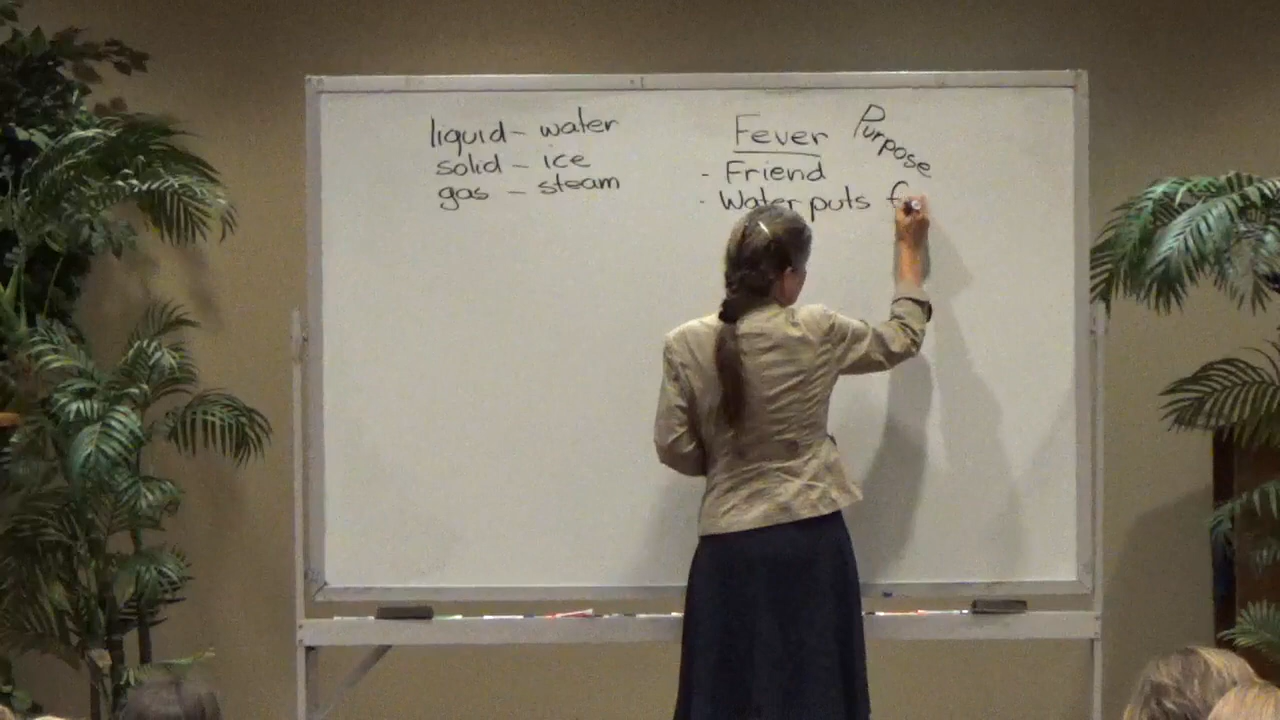 liquid - water
solid - ice
gas - steam
Fever
Purpose
- Friend
- Water puts f